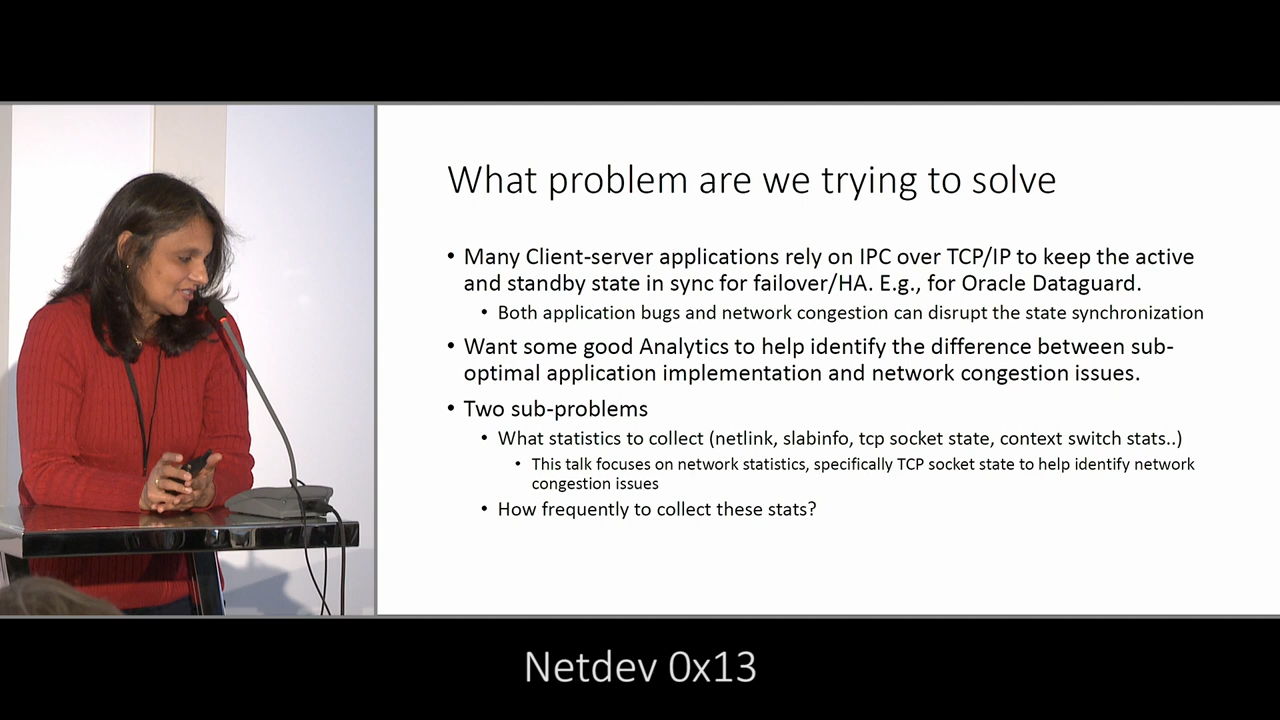 What problem are we trying to solve
• Many Client-server applications rely on IPC over TCP/IP to keep the active
and standby state in sync for failover/HA. E.g., for Oracle Dataguard.
• Both application bugs and network congestion can disrupt the state synchronization
• Want some good Analytics to help identify the difference between sub-
optimal application implementation and network congestion issues.
• Two sub-problems
• What statistics to collect (netlink, slabinfo, tcp socket state, context switch stats..)
• This talk focuses on network statistics, specifically TCP socket state to help identify network
congestion issues
• How frequently to collect these stats?
Netdev 0x13